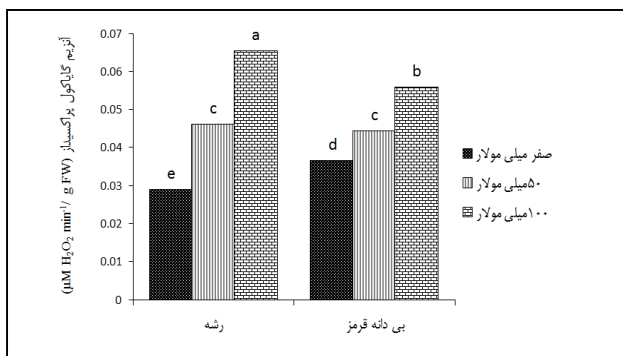 آنزیم گایاکول پراکسیداز
(µM H₂O₂ min⁻¹/ g FW)
0.07
0.06
0.05
0.04
0.03
0.02
0.01
0
a
b
c
c
d
e
رشه
بی دانه قرمز
صفر میلی مولار
۵۰میلی مولار
۱۰۰میلی مولار